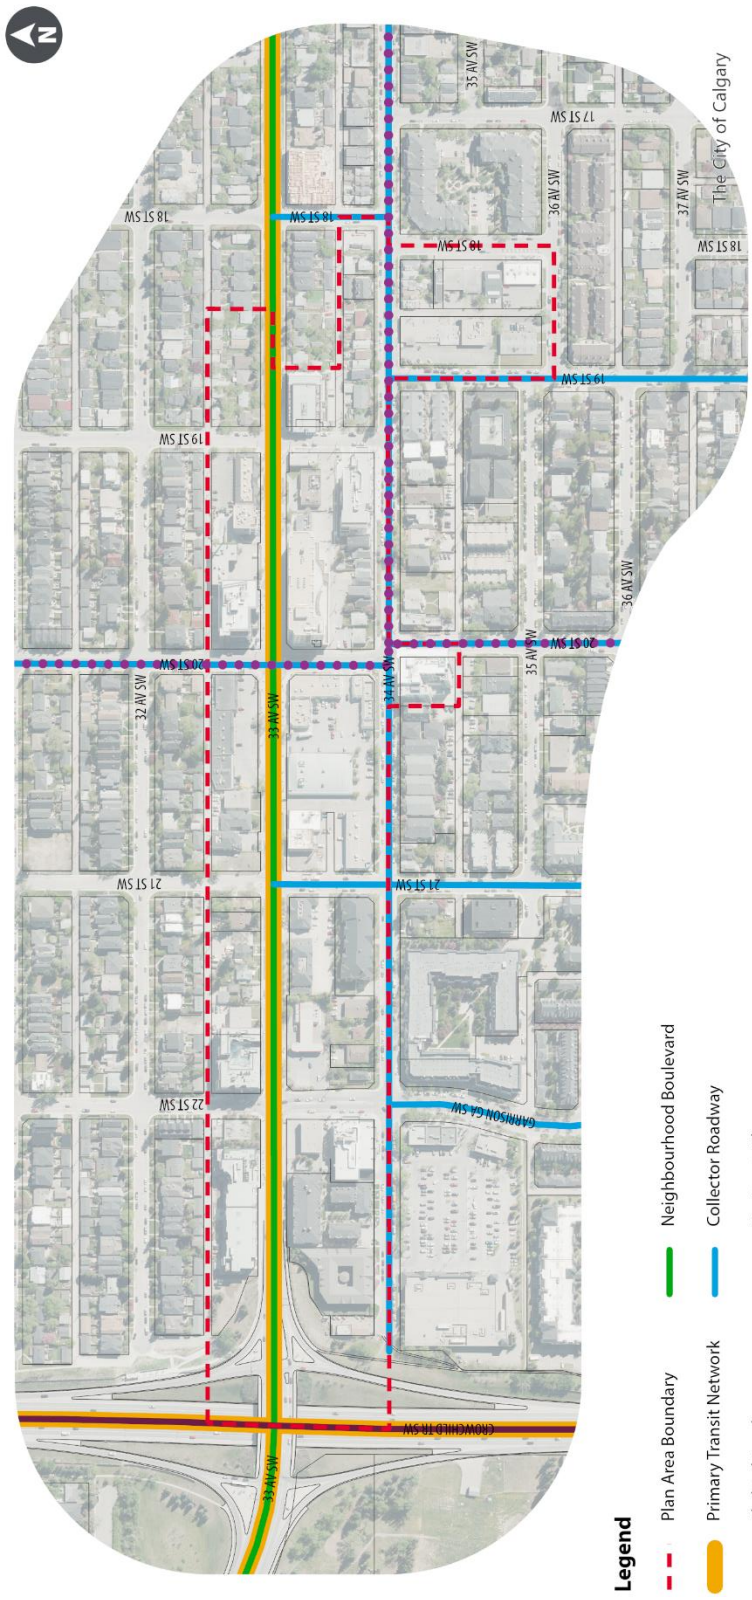 N
35 AV SW
17 ST SW
The City of Calgary
18 ST SW
18 ST SW
18 ST SW
36 AV SW
37 AV SW
18 ST SW
19 ST SW
19 ST SW
36 AV SW
20 ST SW
34 AV SW
35 AV SW
20 ST SW
32 AV SW
33 AV SW
21 ST SW
21 ST SW
22 ST SW
GARRISON GA SW
CROWCHILD TR SW
33 AV SW
Legend
Plan Area Boundary
Neighbourhood Boulevard
Primary Transit Network
Collector Roadway